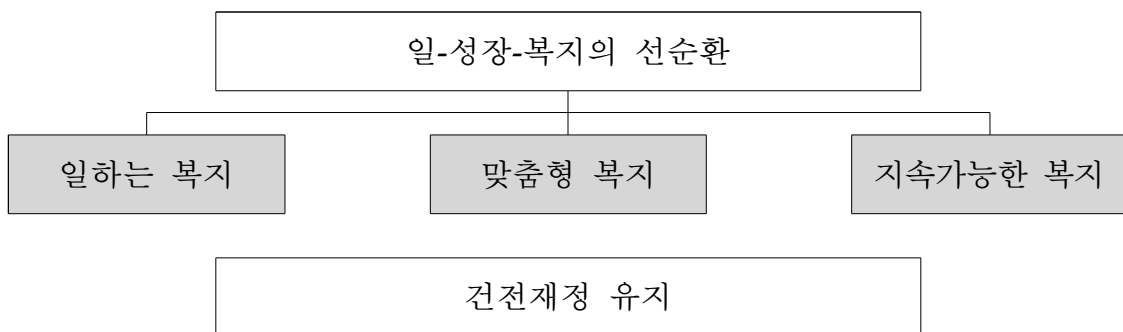 일-성장-복지의 선순환
일하는 복지
맞춤형 복지
지속가능한 복지
건전재정 유지